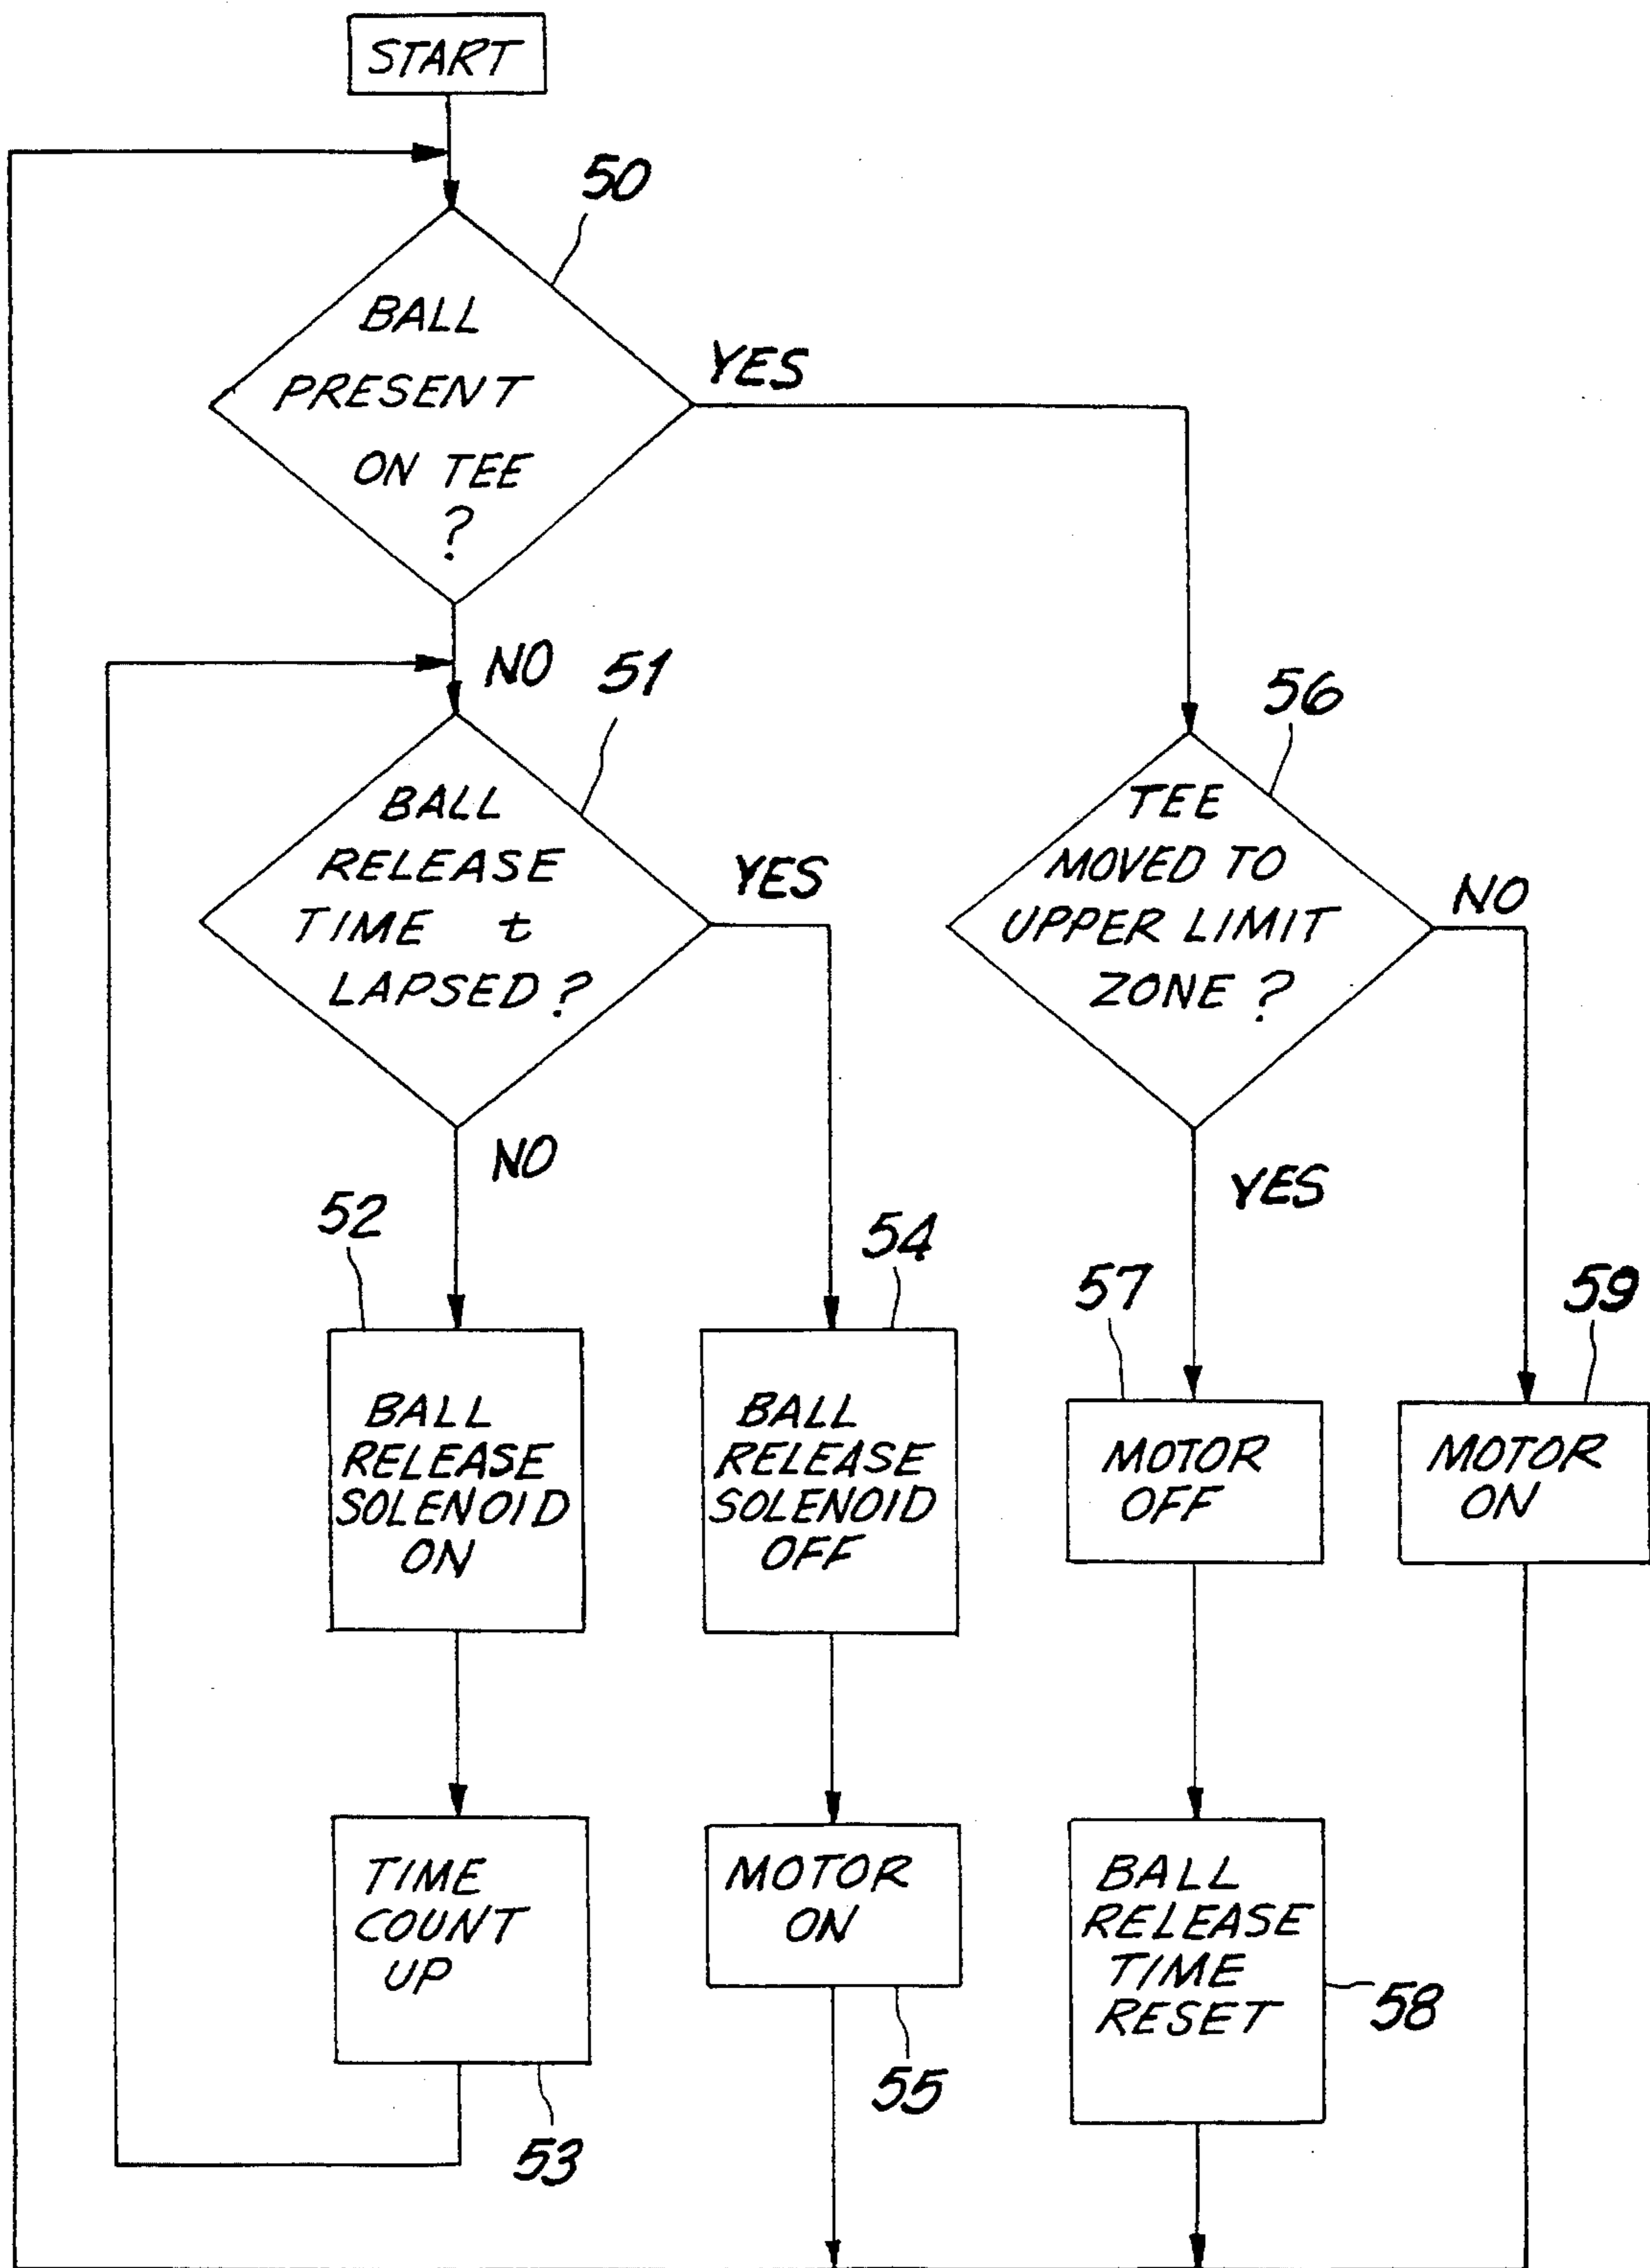 START
50
BALL
PRESENT
ON TEE
?
YES
NO
51
BALL
RELEASE
TIME t
LAPSED?
YES
NO
56
TEE
MOVED TO
UPPER LIMIT
ZONE?
NO
YES
52
BALL
RELEASE
SOLENOID
ON
54
BALL
RELEASE
SOLENOID
OFF
57
MOTOR
OFF
59
MOTOR
ON
TIME
COUNT
UP
53
MOTOR
ON
55
BALL
RELEASE
TIME
RESET
58